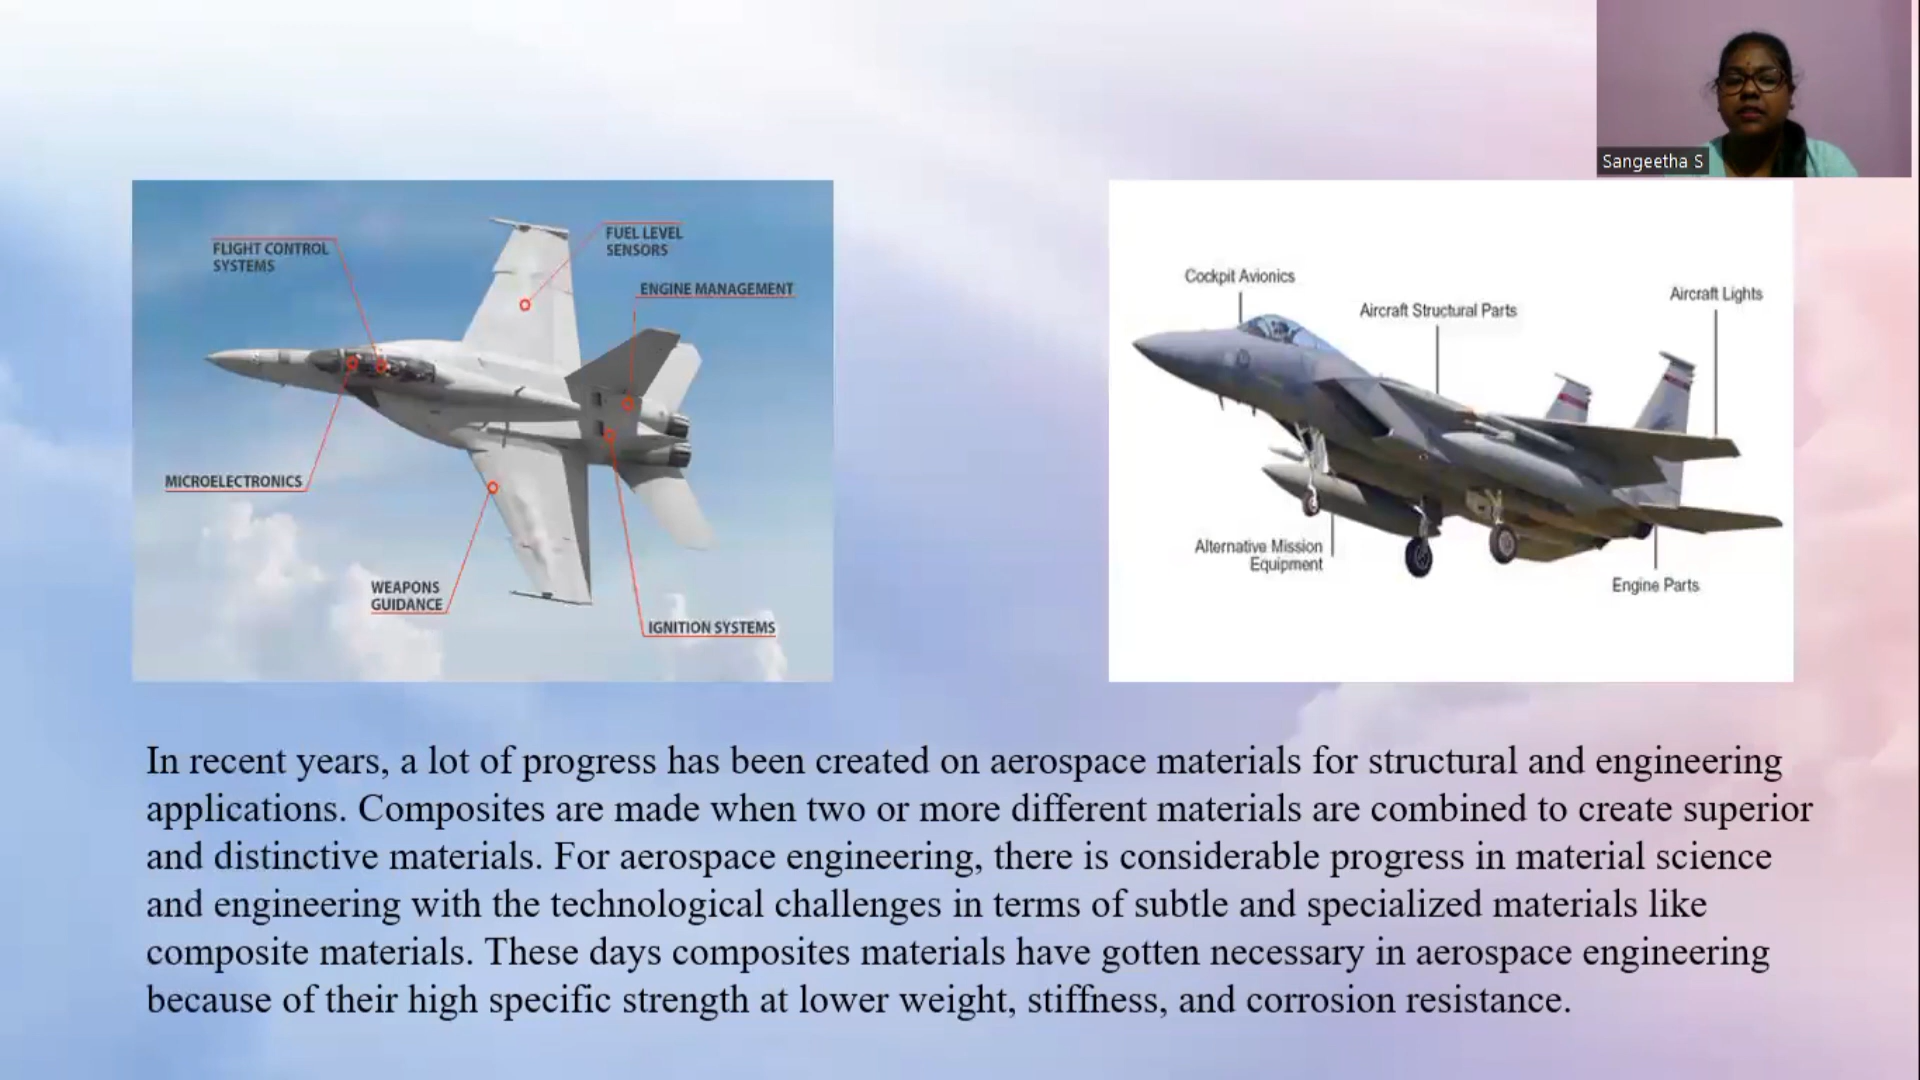 Sangeetha S
FLIGHT CONTROL
SYSTEMS
FUEL LEVEL
SENSORS
ENGINE MANAGEMENT
MICROELECTRONICS
WEAPONS
GUIDANCE
IGNITION SYSTEMS
Cockpit Avionics
Aircraft Structural Parts
Aircraft Lights
Alternative Mission
Equipment
Engine Parts
In recent years, a lot of progress has been created on aerospace materials for structural and engineering
applications. Composites are made when two or more different materials are combined to create superior
and distinctive materials. For aerospace engineering, there is considerable progress in material science
and engineering with the technological challenges in terms of subtle and specialized materials like
composite materials. These days composites materials have gotten necessary in aerospace engineering
because of their high specific strength at lower weight, stiffness, and corrosion resistance.